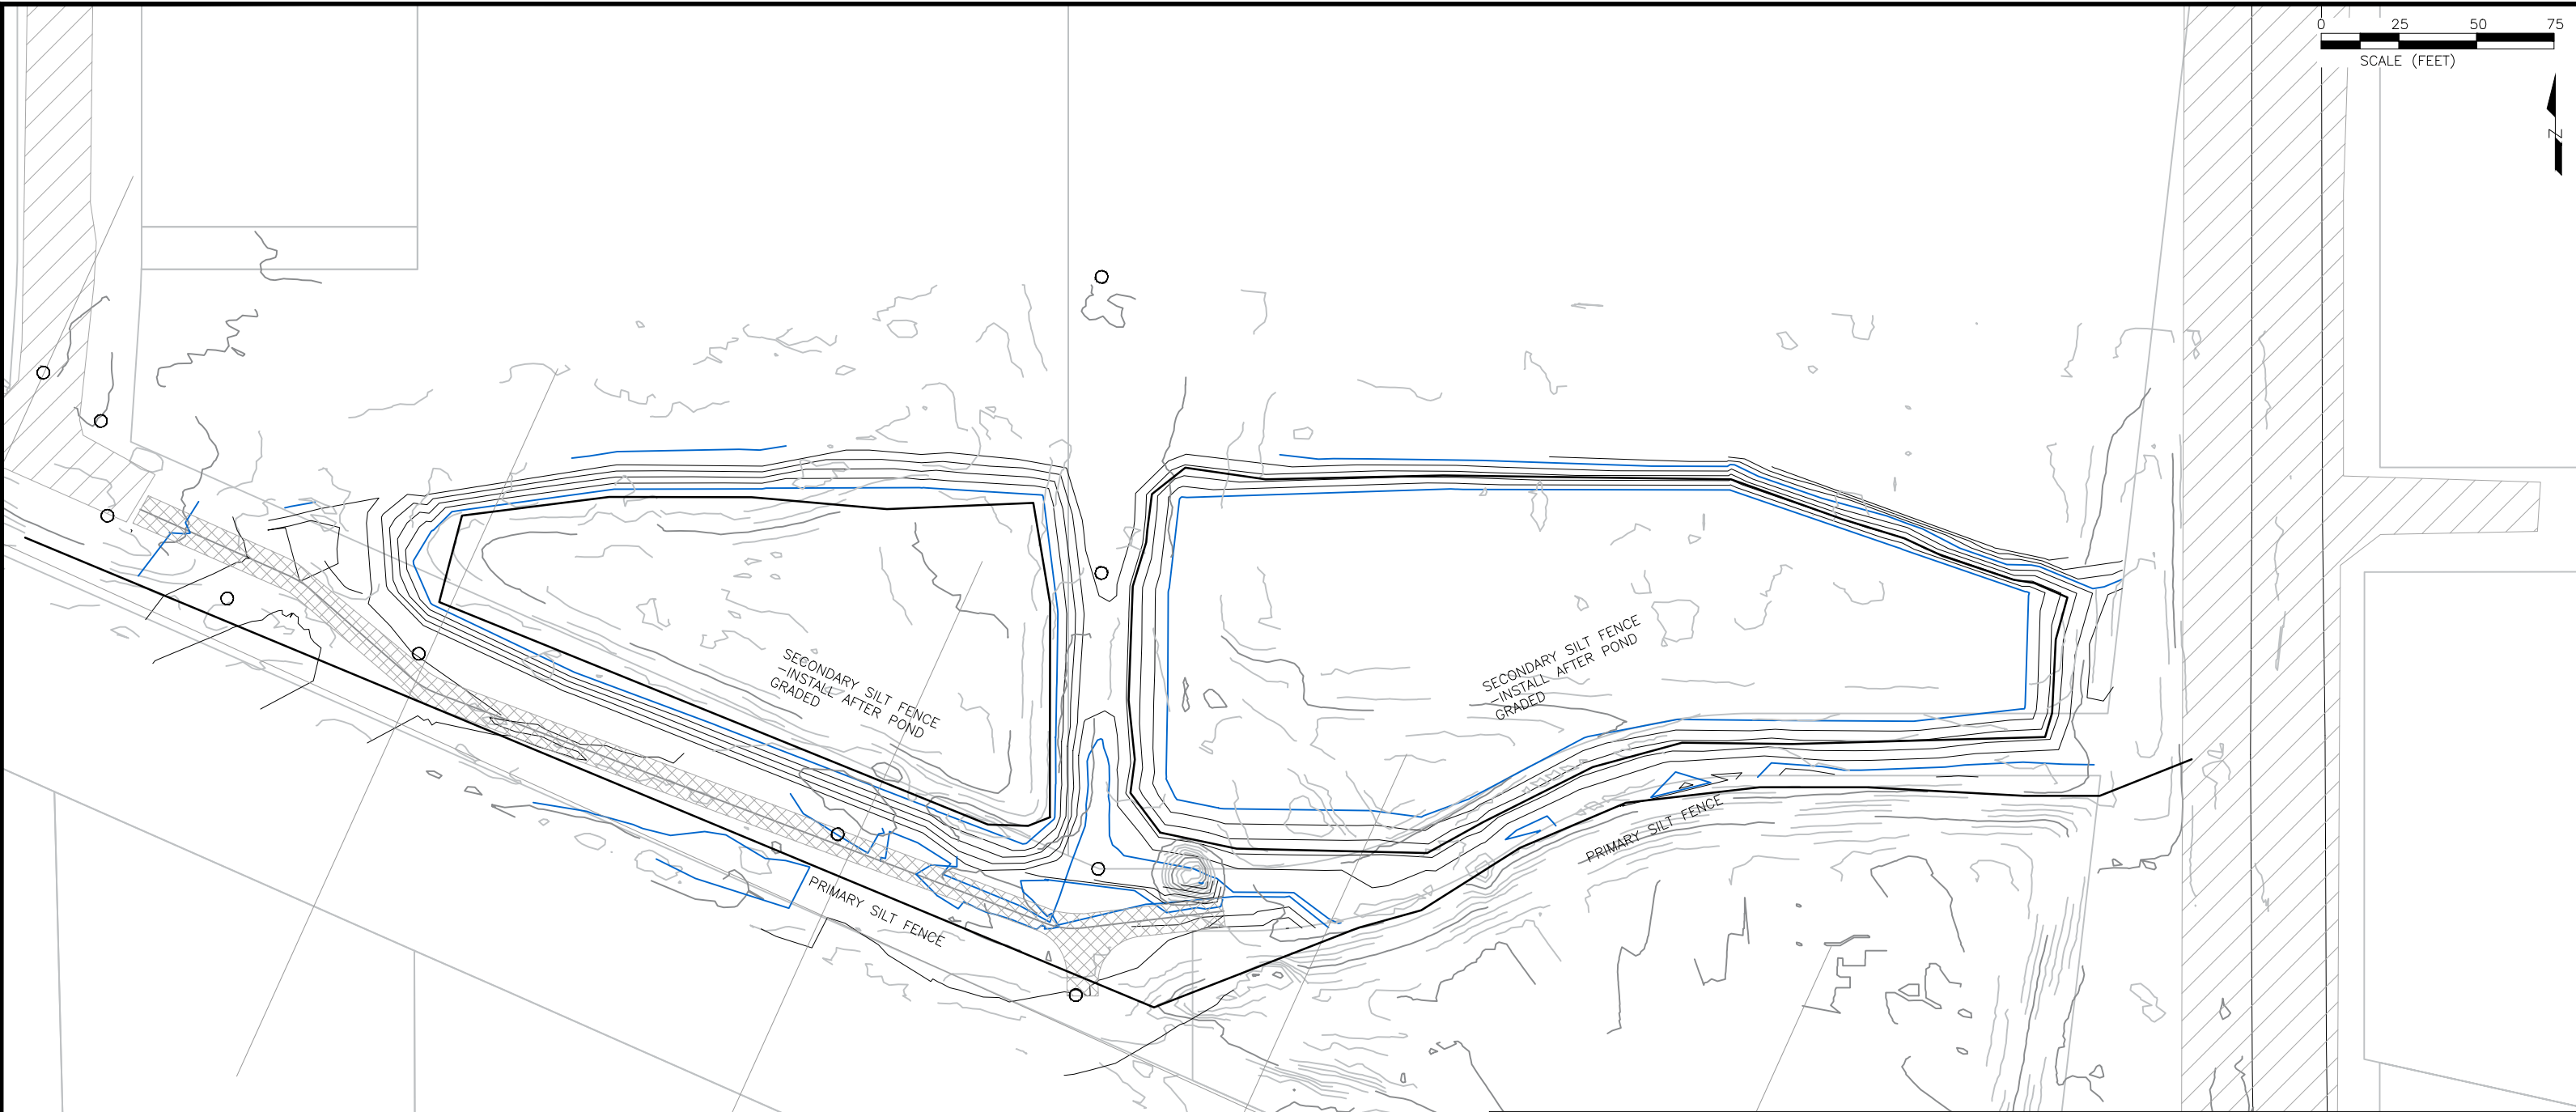 0 25 50 75
SCALE (FEET)
N
SECONDARY SILT FENCE
-INSTALL AFTER POND
GRADED
SECONDARY SILT FENCE
-INSTALL AFTER POND
GRADED
PRIMARY SILT FENCE
PRIMARY SILT FENCE